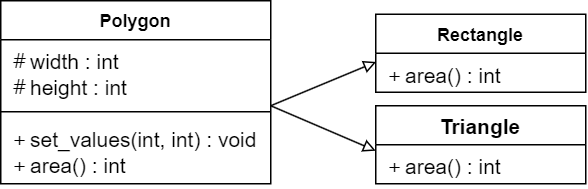 Polygon
# width : int
# height : int
+ set_values(int, int) : void
+ area() : int
Rectangle
+ area() : int
Triangle
+ area() : int